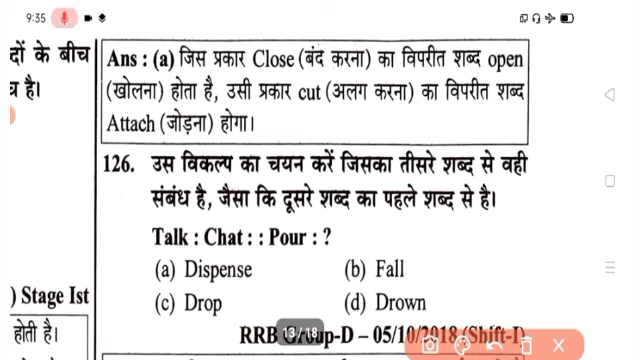 9:35
दों के बीच
व है।
) Stage Ist
होती है।
Ans : (a) जिस प्रकार Close (बंद करना) का विपरीत शब्द open
(खोलना) होता है, उसी प्रकार cut (अलग करना) का विपरीत शब्द
Attach (जोड़ना) होगा।
126. उस विकल्प का चयन करें जिसका तीसरे शब्द से वही
संबंध है, जैसा कि दूसरे शब्द का पहले शब्द से है।
Talk : Chat : : Pour : ?
(a) Dispense (b) Fall
(c) Drop (d) Drown
RRB Group-D – 05/10/2018 (Shift-I)
13/18